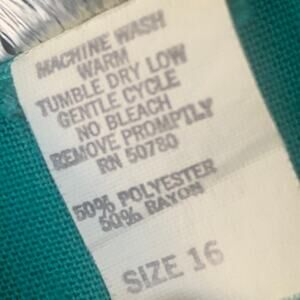 MACHINE WASH
WARM
TUMBLE DRY LOW
GENTLE CYCLE
NO BLEACH
REMOVE PROMPTLY
RN 50780
50% POLYESTER
50% RAYON
SIZE 16